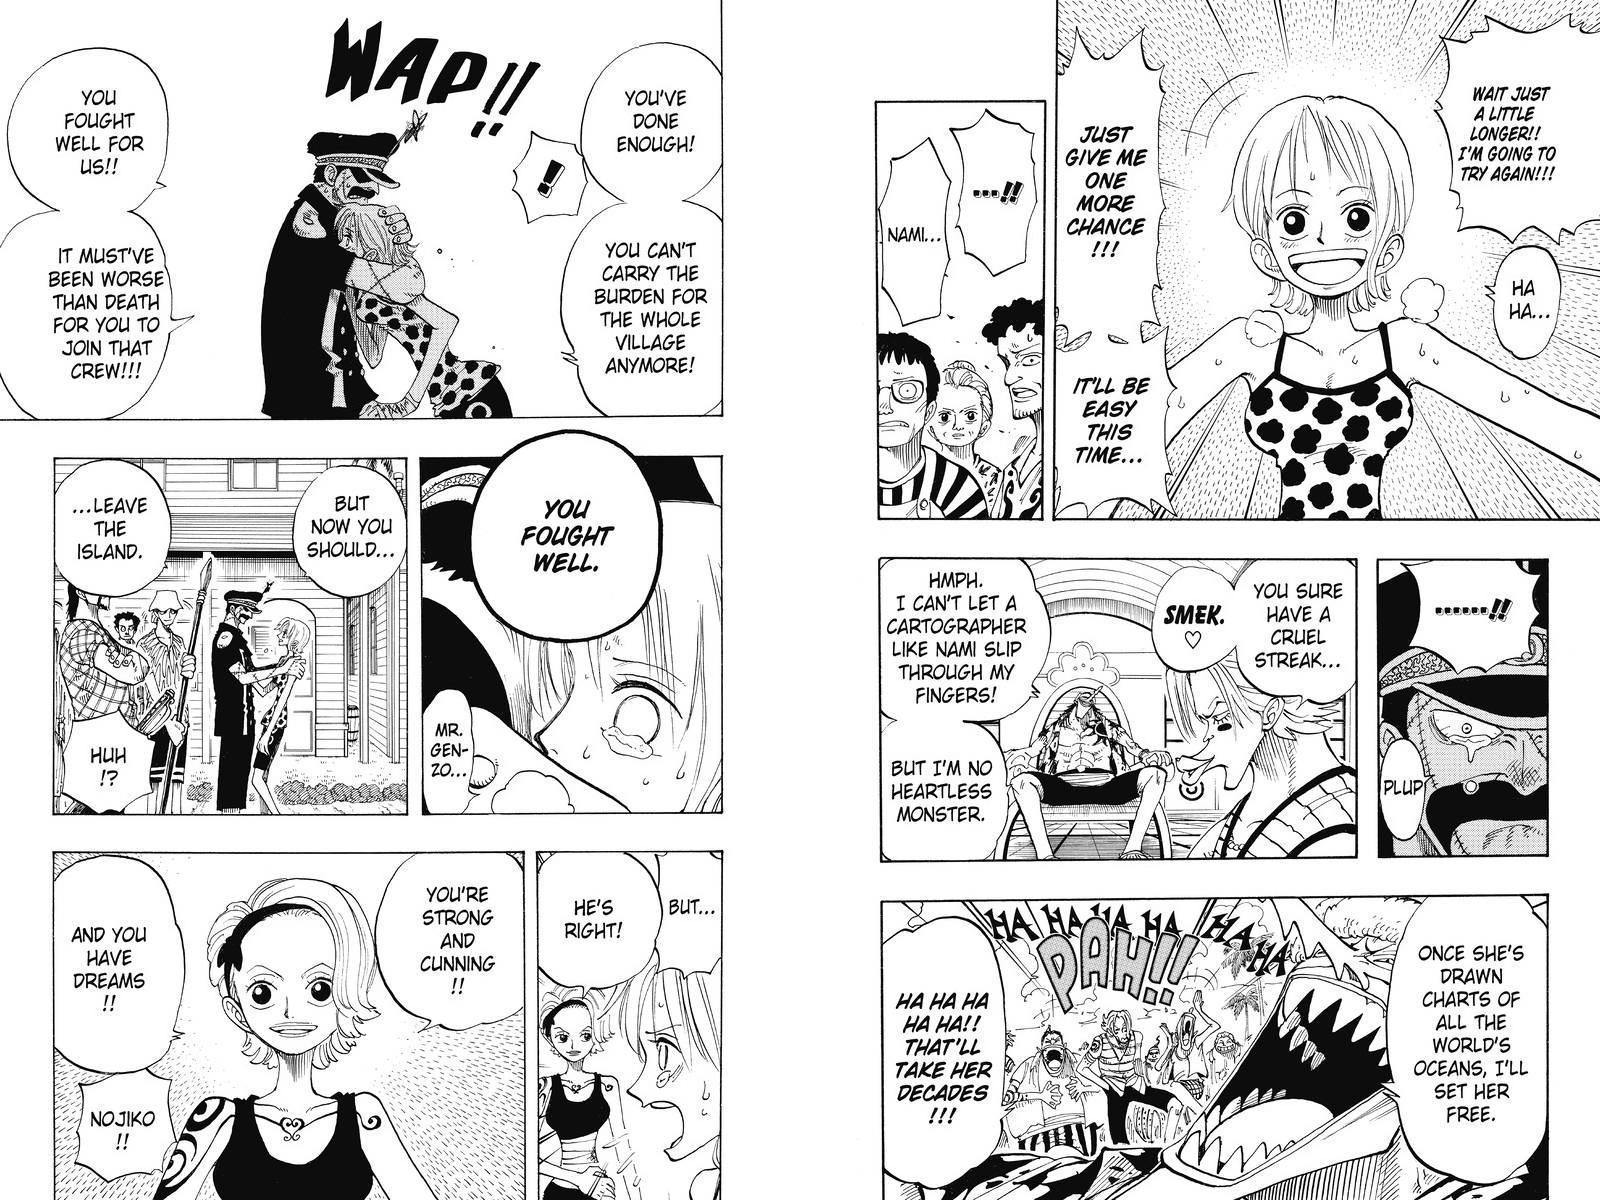 WAIT JUST
A LITTLE
LONGER!!
I'M GOING TO
TRY AGAIN!!!
HA
HA...
JUST
GIVE ME
ONE
MORE
CHANCE
!!!
IT'LL BE
EASY
THIS
TIME...
....!!
NAMI...
.......!!
PLUP
YOU SURE
HAVE A
CRUEL
STREAK...
SMEK.
♡
HMPH.
I CAN'T LET A
CARTOGRAPHER
LIKE NAMI SLIP
THROUGH MY
FINGERS!
BUT I'M NO
HEARTLESS
MONSTER.
ONCE SHE'S
DRAWN
CHARTS OF
ALL THE
WORLD'S
OCEANS, I'LL
SET HER
FREE.
HA HA HA HA HA HA
PAH!!
HA HA HA
HA HA!!
THAT'LL
TAKE HER
DECADES
!!!
YOU'VE
DONE
ENOUGH!
YOU CAN'T
CARRY THE
BURDEN FOR
THE WHOLE
VILLAGE
ANYMORE!
!
WAP!!
YOU
FOUGHT
WELL FOR
US!!
IT MUST'VE
BEEN WORSE
THAN DEATH
FOR YOU TO
JOIN THAT
CREW!!!
YOU
FOUGHT
WELL.
MR.
GEN-
ZO...
BUT
NOW YOU
SHOULD...
...LEAVE
THE
ISLAND.
HUH
!?
BUT...
HE'S
RIGHT!
YOU'RE
STRONG
AND
CUNNING
!!
AND YOU
HAVE
DREAMS
!!
NOJIKO
!!